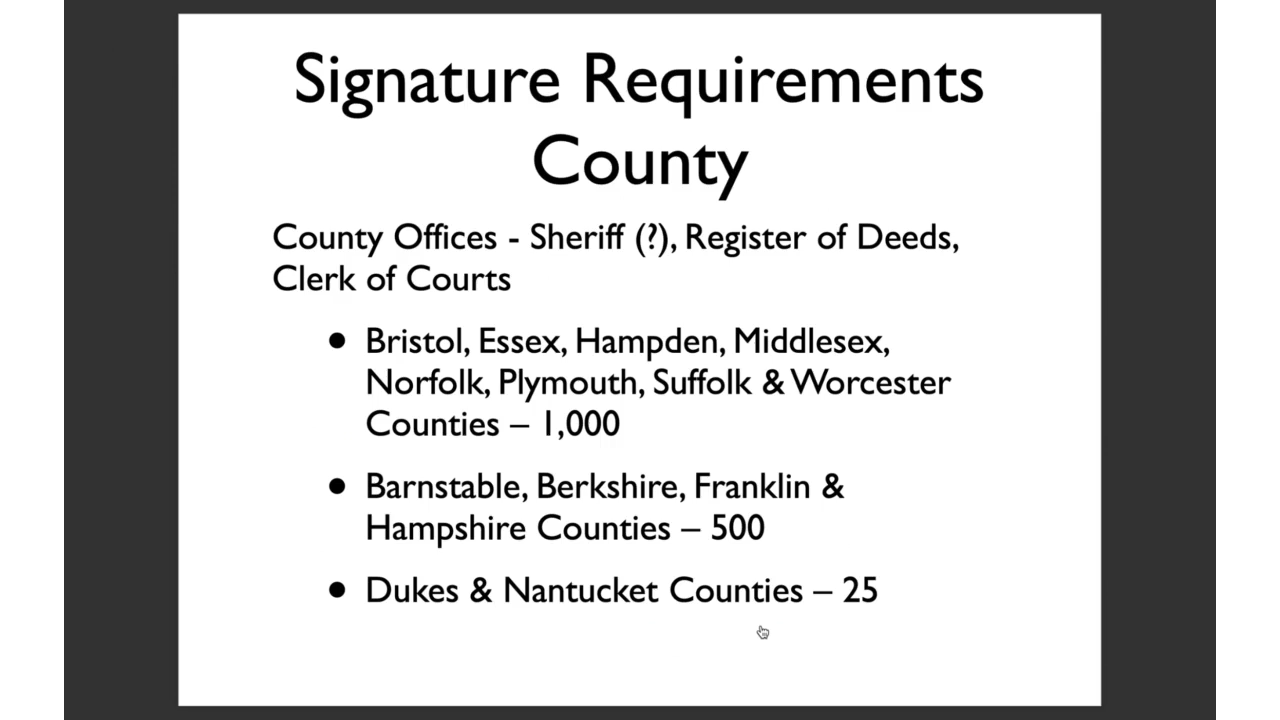 Signature Requirements
County
County Offices - Sheriff (?), Register of Deeds,
Clerk of Courts
• Bristol, Essex, Hampden, Middlesex,
Norfolk, Plymouth, Suffolk & Worcester
Counties – 1,000
• Barnstable, Berkshire, Franklin &
Hampshire Counties – 500
• Dukes & Nantucket Counties – 25